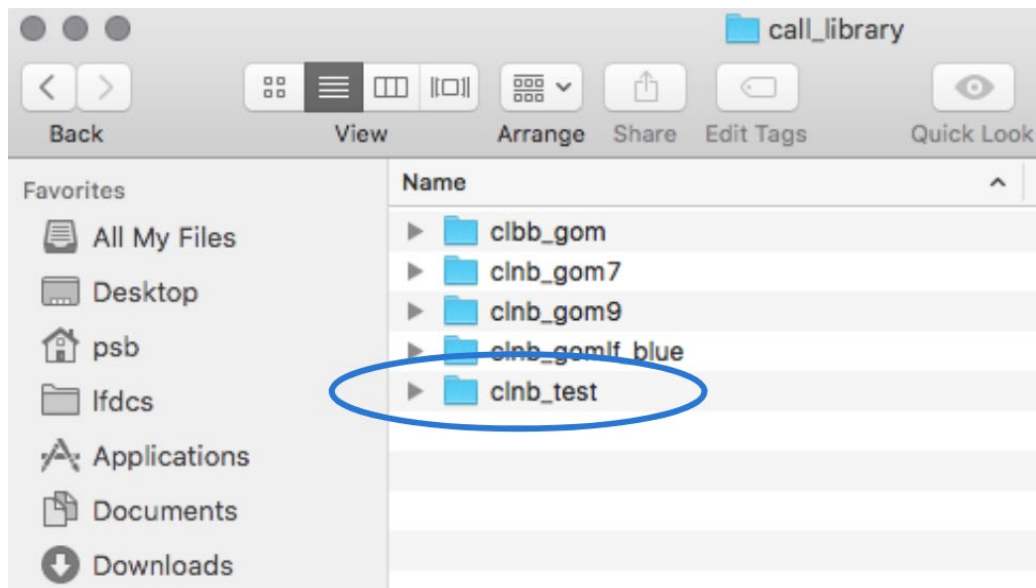 call_library
Back View Arrange Share Edit Tags Quick Look
Favorites
All My Files
Desktop
psb
lfdcs
Applications
Documents
Downloads
Name
clbb_gom
clnb_gom7
clnb_gom9
clnb_gomlf_blue
clnb_test